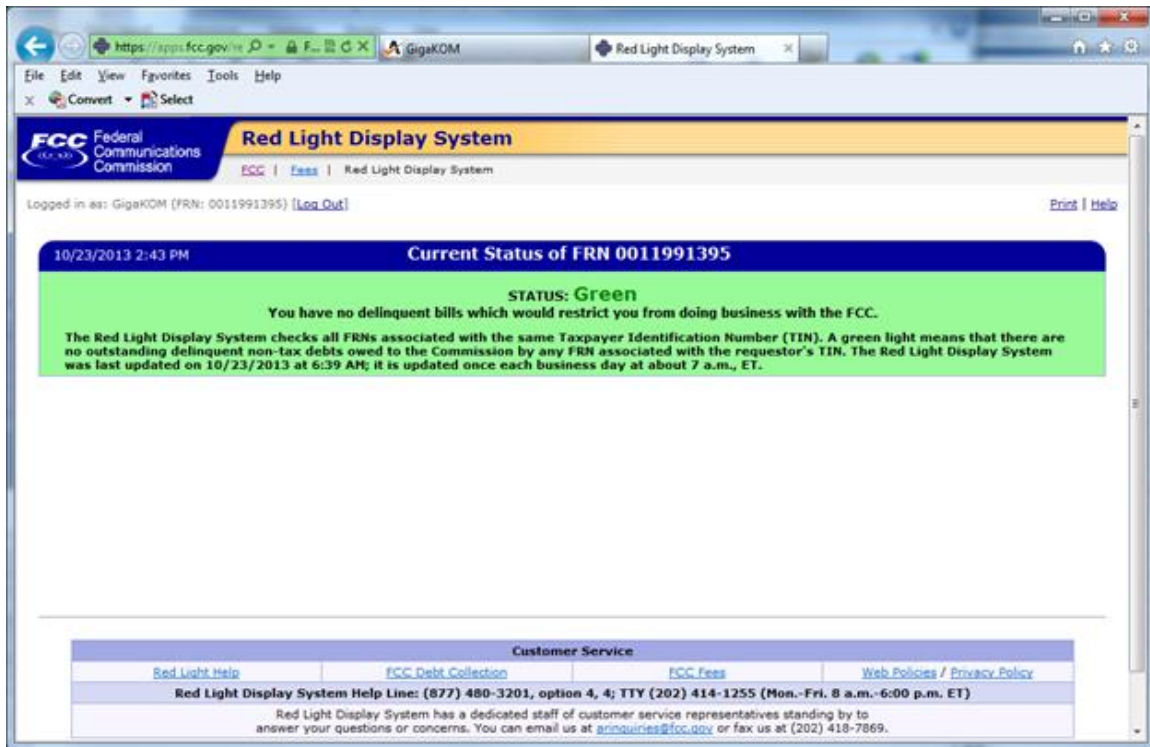 https://apps.fcc.gov
GigaKOM
Red Light Display System
File Edit View Favorites Tools Help
x Convert Select
FCC Federal Communications Commission
Red Light Display System
FCC | Fees | Red Light Display System
Logged in as: GigaKOM (FRN: 0011991395) [Log Out]
Print | Help
10/23/2013 2:43 PM
Current Status of FRN 0011991395
STATUS: Green
You have no delinquent bills which would restrict you from doing business with the FCC.
The Red Light Display System checks all FRNs associated with the same Taxpayer Identification Number (TIN). A green light means that there are
no outstanding delinquent non-tax debts owed to the Commission by any FRN associated with the requestor's TIN. The Red Light Display System
was last updated on 10/23/2013 at 6:39 AM; it is updated once each business day at about 7 a.m., ET.
Customer Service
Red Light Help
FCC Debt Collection
FCC Fees
Web Policies / Privacy Policy
Red Light Display System Help Line: (877) 480-3201, option 4, 4; TTY (202) 414-1255 (Mon.-Fri. 8 a.m.-6:00 p.m. ET)
Red Light Display System has a dedicated staff of customer service representatives standing by to
answer your questions or concerns. You can email us at arinquiries@fcc.gov or fax us at (202) 418-7869.